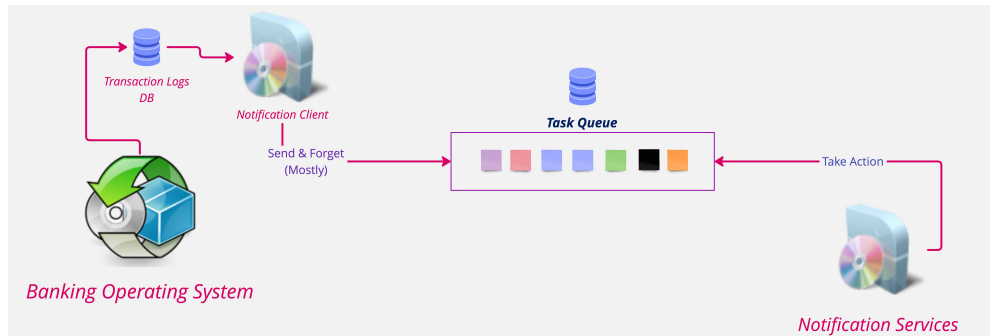 Transaction Logs
DB
Notification Client
Task Queue
Send & Forget
(Mostly)
Take Action
Banking Operating System
Notification Services